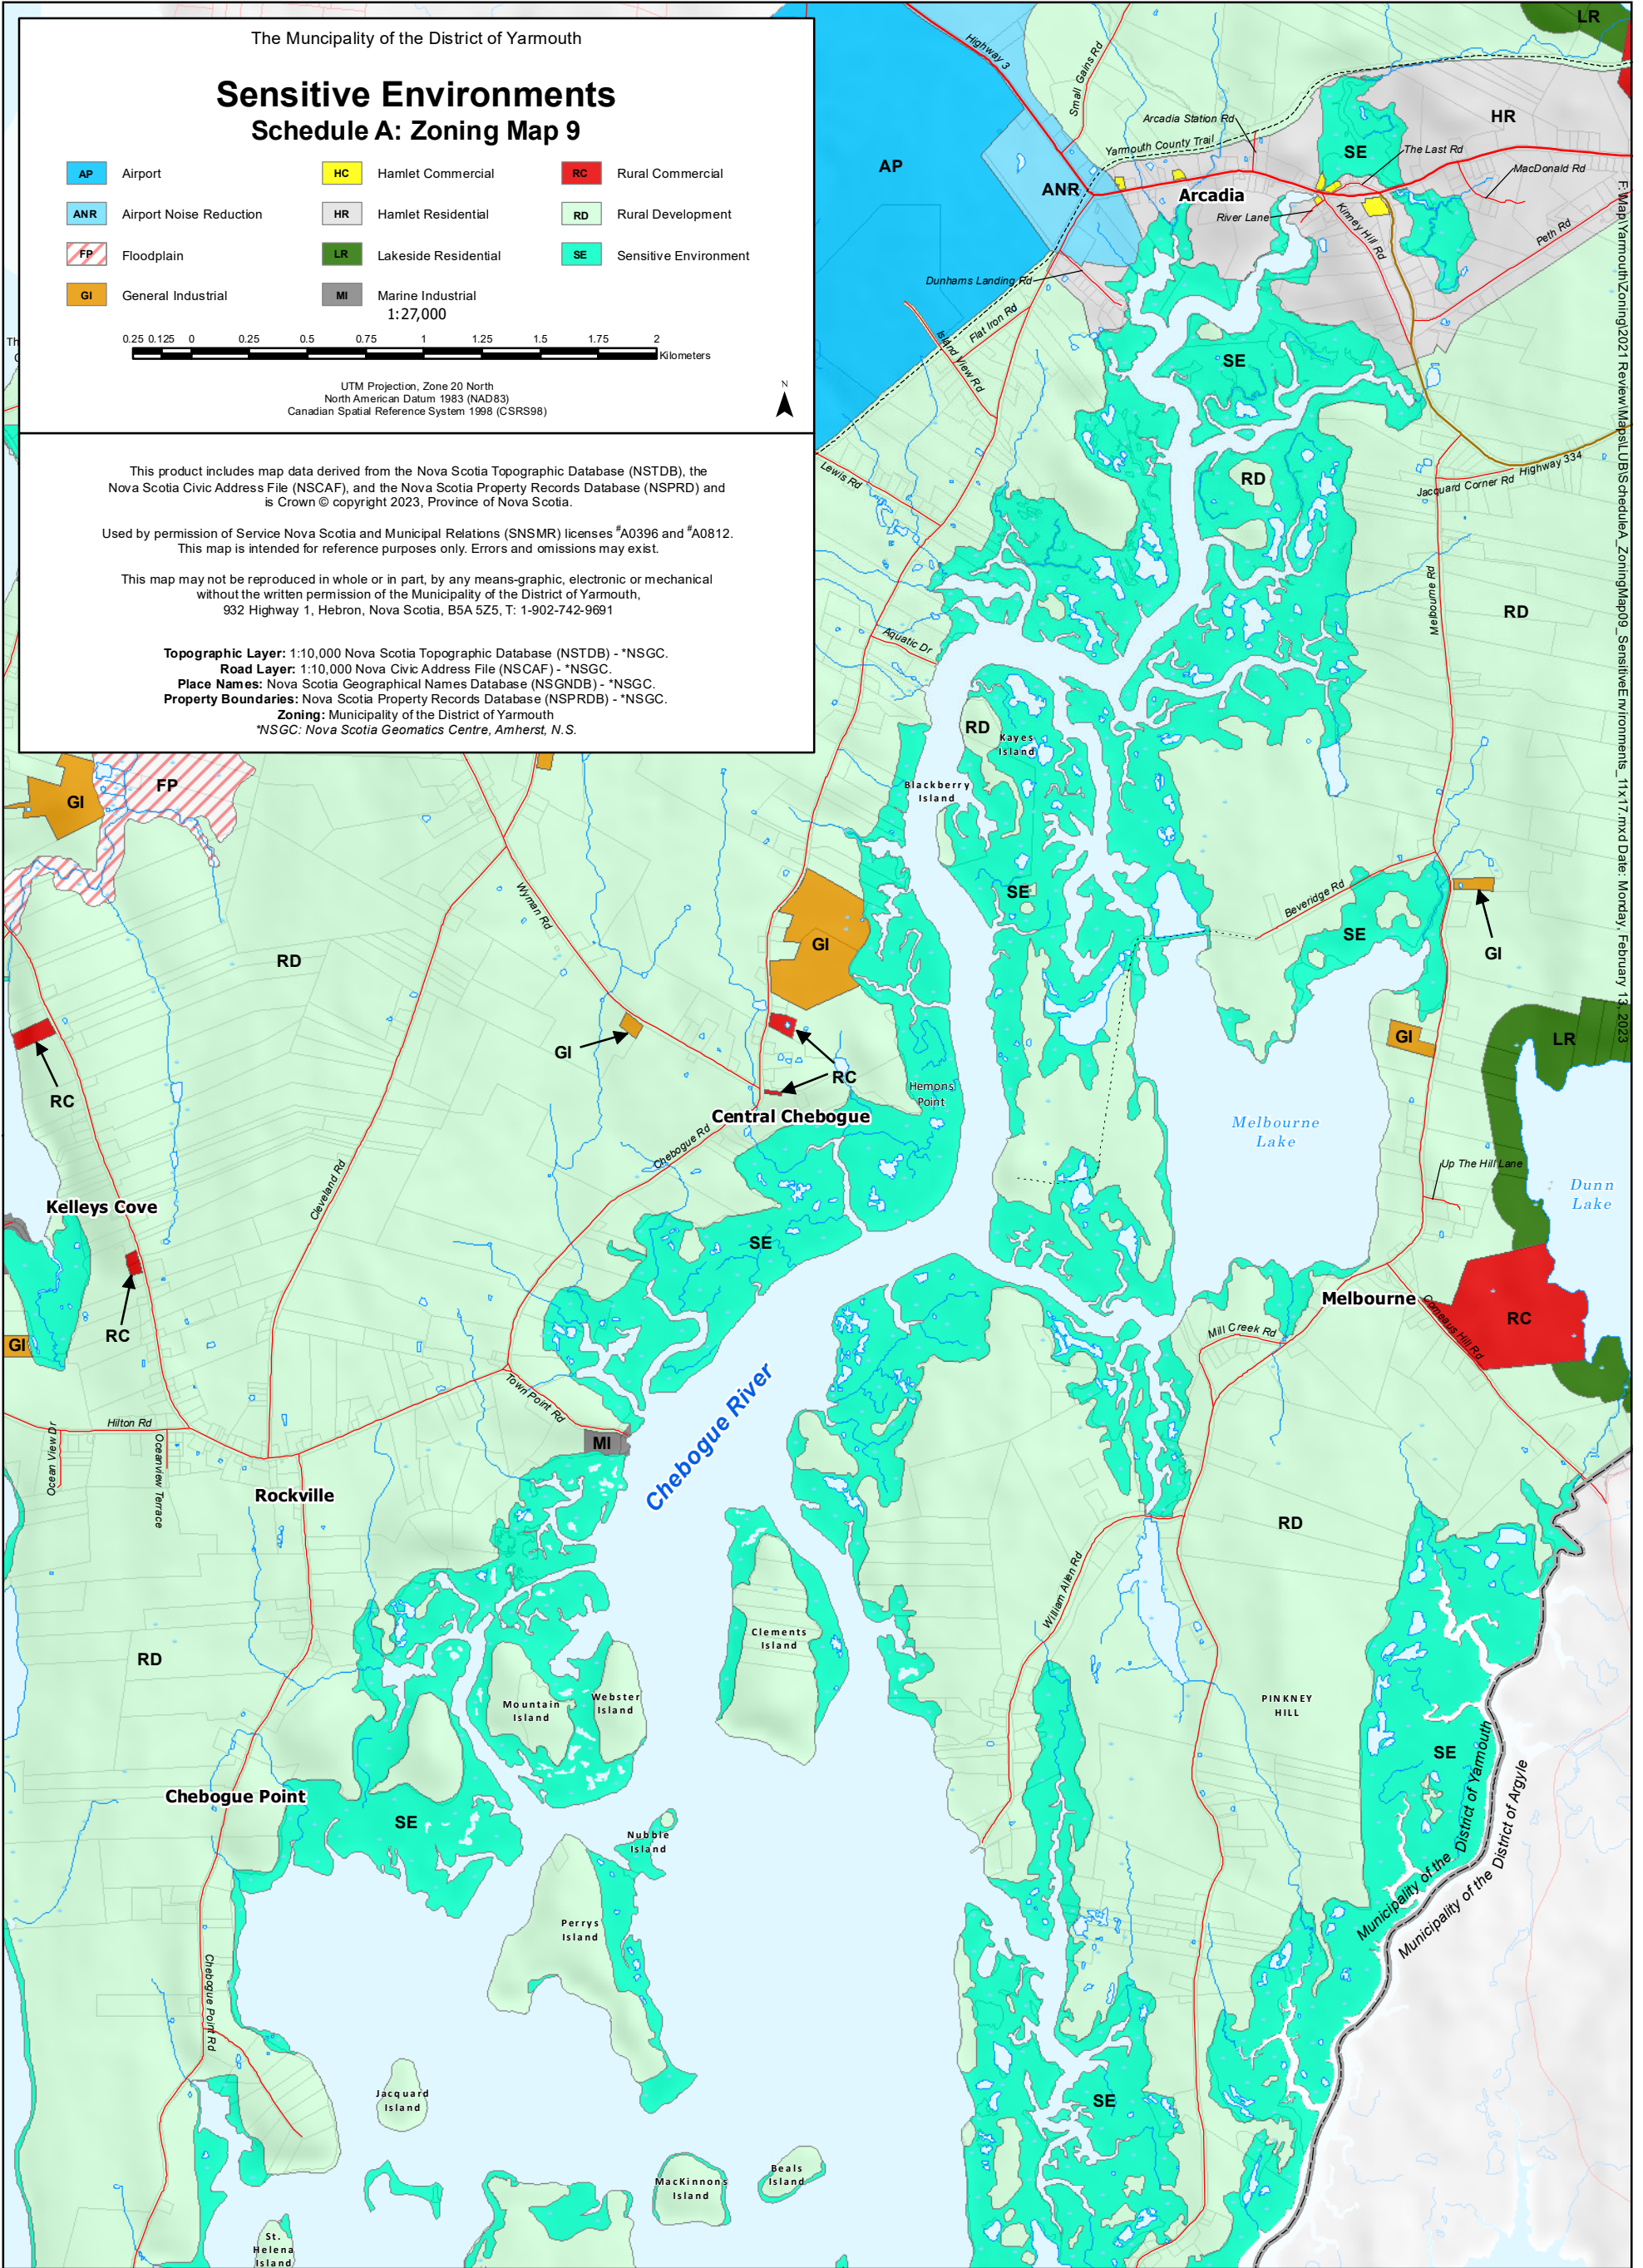 The Muncipality of the District of Yarmouth
Sensitive Environments
Schedule A: Zoning Map 9
AP Airport
HC Hamlet Commercial
RC Rural Commercial
ANR Airport Noise Reduction
HR Hamlet Residential
RD Rural Development
FP Floodplain
LR Lakeside Residential
SE Sensitive Environment
GI General Industrial
MI Marine Industrial
1:27,000
0.25 0.125 0 0.25 0.5 0.75 1 1.25 1.5 1.75 2
Kilometers
UTM Projection, Zone 20 North
North American Datum 1983 (NAD83)
Canadian Spatial Reference System 1998 (CSRS98)
N
This product includes map data derived from the Nova Scotia Topographic Database (NSTDB), the
Nova Scotia Civic Address File (NSCAF), and the Nova Scotia Property Records Database (NSPRD) and
is Crown © copyright 2023, Province of Nova Scotia.
Used by permission of Service Nova Scotia and Municipal Relations (SNSMR) licenses #A0396 and #A0812.
This map is intended for reference purposes only. Errors and omissions may exist.
This map may not be reproduced in whole or in part, by any means-graphic, electronic or mechanical
without the written permission of the Municipality of the District of Yarmouth,
932 Highway 1, Hebron, Nova Scotia, B5A 5Z5, T: 1-902-742-9691
Topographic Layer: 1:10,000 Nova Scotia Topographic Database (NSTDB) - *NSGC.
Road Layer: 1:10,000 Nova Civic Address File (NSCAF) - *NSGC.
Place Names: Nova Scotia Geographical Names Database (NSGNDB) - *NSGC.
Property Boundaries: Nova Scotia Property Records Database (NSPRDB) - *NSGC.
Zoning: Municipality of the District of Yarmouth
*NSGC: Nova Scotia Geomatics Centre, Amherst, N.S.
F:\Map\Yarmouth\Zoning\2021 Review\Maps\LUB\ScheduleA_ZoningMap09_SensitiveEnvironments_11x17.mxd Date: Monday, February 13, 2023
LR
Highway 3
Small Gains Rd
Arcadia Station Rd
Yarmouth County Trail
HR
SE
The Last Rd
MacDonald Rd
AP
ANR
Arcadia
River Lane
Kinney Hill Rd
Peth Rd
Dunhams Landing Rd
Flat Iron Rd
Island View Rd
SE
Lewis Rd
RD
Highway 334
Jacquard Corner Rd
Melbourne Rd
RD
Aquatic Dr
RD
Kayes
Island
Blackberry
Island
FP
GI
Wyman Rd
SE
Beveridge Rd
SE
GI
GI
RD
GI
RC
GI
LR
RC
Hemons
Point
Central Chebogue
Chebogue Rd
Melbourne
Lake
Up The Hill Lane
Dunn
Lake
Cleveland Rd
Kelleys Cove
SE
RC
GI
Melbourne
Comeaus Hill Rd
RC
Mill Creek Rd
Town Point Rd
Chebogue River
Hilton Rd
Ocean View Dr
Oceanview Terrace
MI
Rockville
RD
William Allen Rd
Clements
Island
RD
Mountain
Island
Webster
Island
PINKNEY
HILL
SE
Municipality of the District of Yarmouth
Municipality of the District of Argyle
Chebogue Point
SE
Nubble
Island
Perrys
Island
Chebogue Point Rd
Jacquard
Island
SE
MacKinnons
Island
Beals
Island
St.
Helena
Island